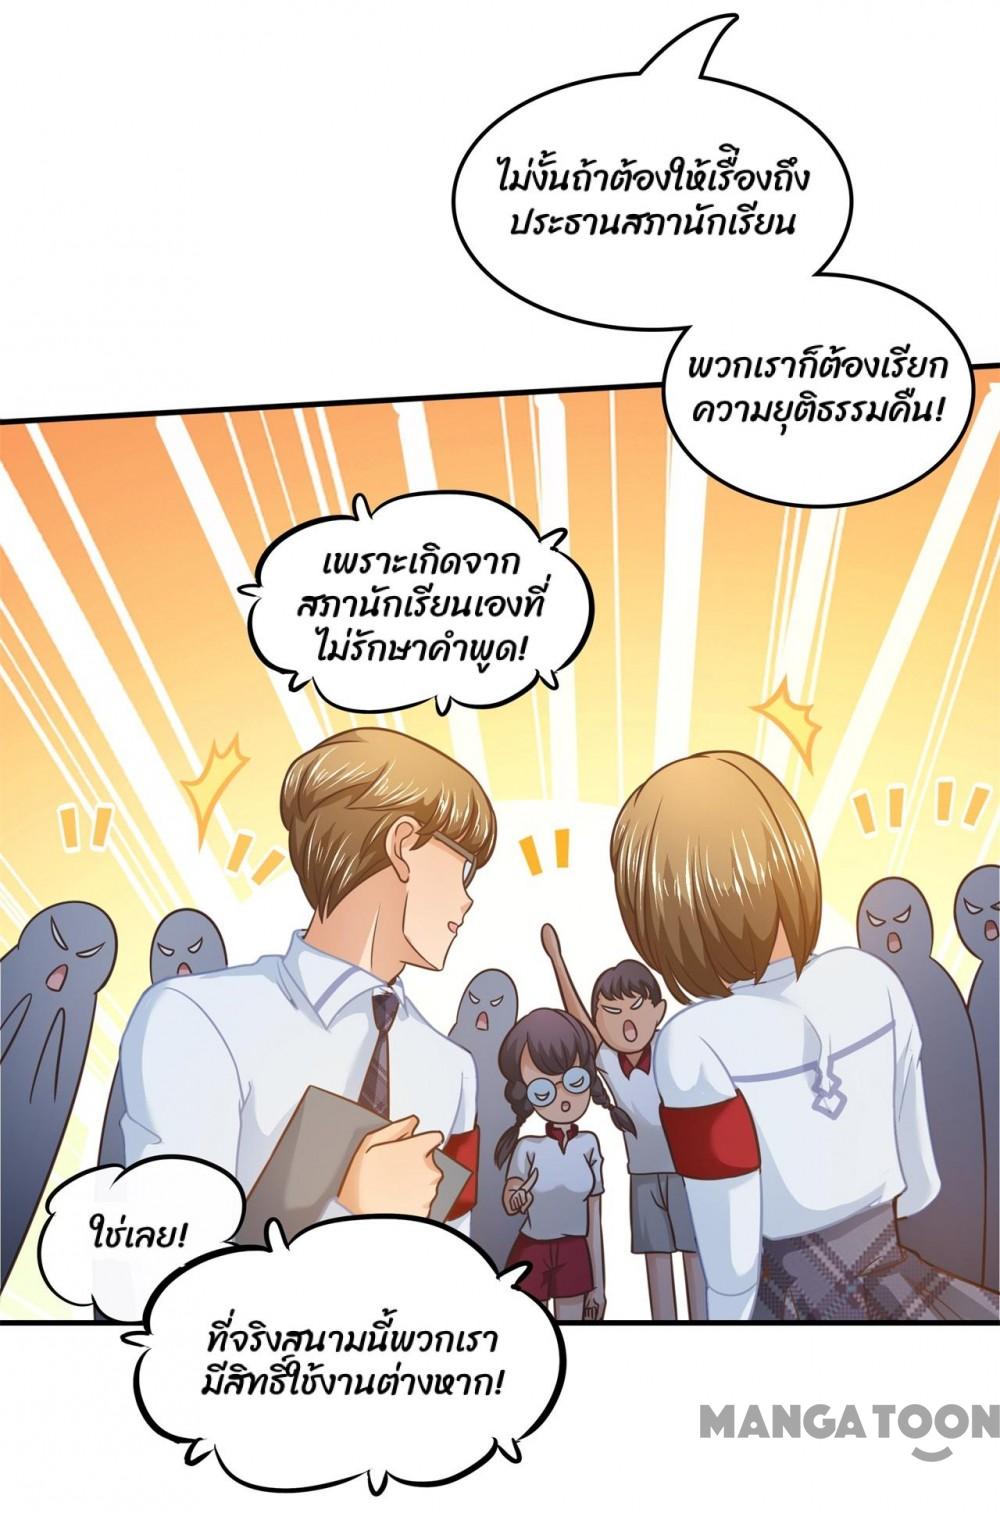 ไม่งั้นถ้าต้องให้เรื่องถึง
ประธานสภานักเรียน
พวกเราก็ต้องเรียก
ความยุติธรรมคืน!
เพราะเกิดจาก
สภานักเรียนเองที่
ไม่รักษาคำพูด!
ใช่เลย!
ที่จริงสนามนี้พวกเรา
มีสิทธิ์ใช้งานต่างหาก!
MANGATOON